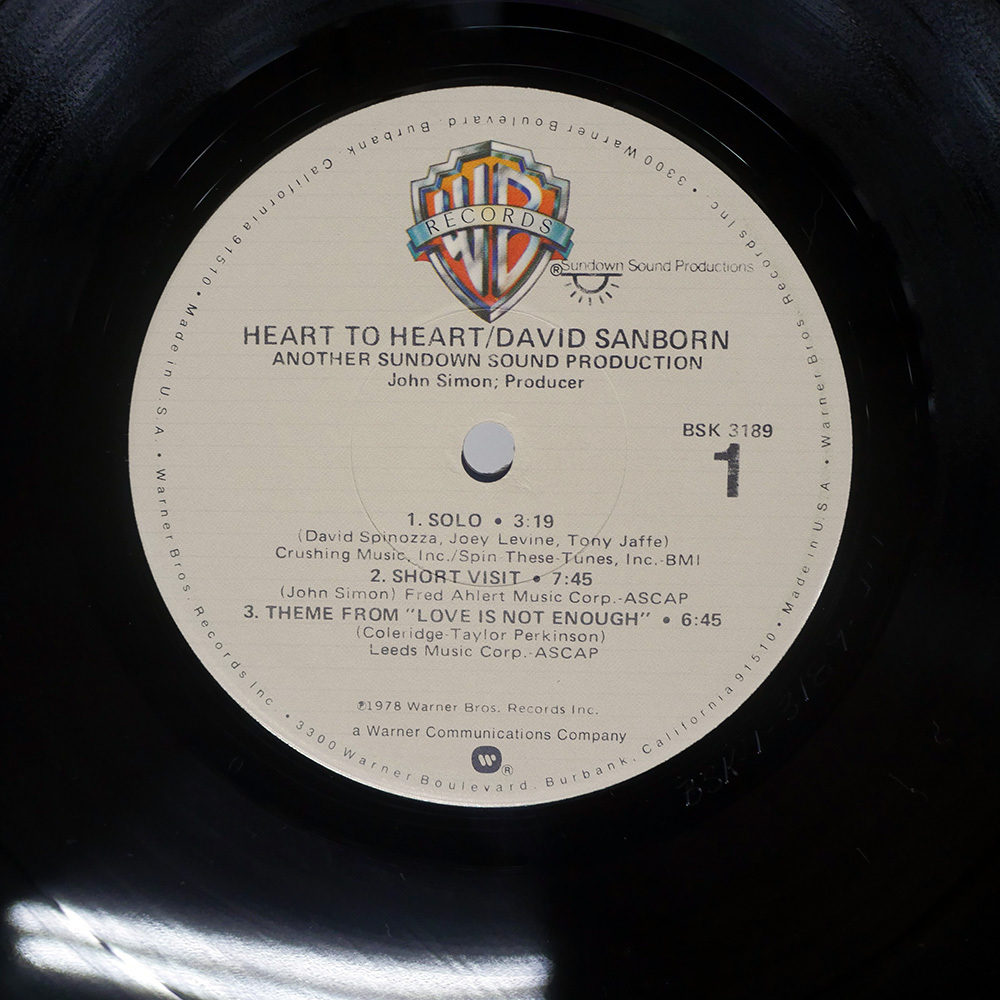 3300 Warner Boulevard. Burbank. California 91510 • Made in U.S.A. • Warner Bros. Records Inc. • 3300 Warner Boulevard. Burbank. California 91510 • Made in U.S.A. • Warner Bros. Records Inc. •
WB
RECORDS
®
Sundown Sound Productions
HEART TO HEART/DAVID SANBORN
ANOTHER SUNDOWN SOUND PRODUCTION
John Simon; Producer
BSK 3189
1
1. SOLO • 3:19
(David Spinozza, Joey Levine, Tony Jaffe)
Crushing Music, Inc./Spin-These-Tunes, Inc.-BMI
2. SHORT VISIT • 7:45
(John Simon) Fred Ahlert Music Corp.-ASCAP
3. THEME FROM "LOVE IS NOT ENOUGH" • 6:45
(Coleridge-Taylor Perkinson)
Leeds Music Corp.-ASCAP
℗1978 Warner Bros. Records Inc.
a Warner Communications Company
W ®